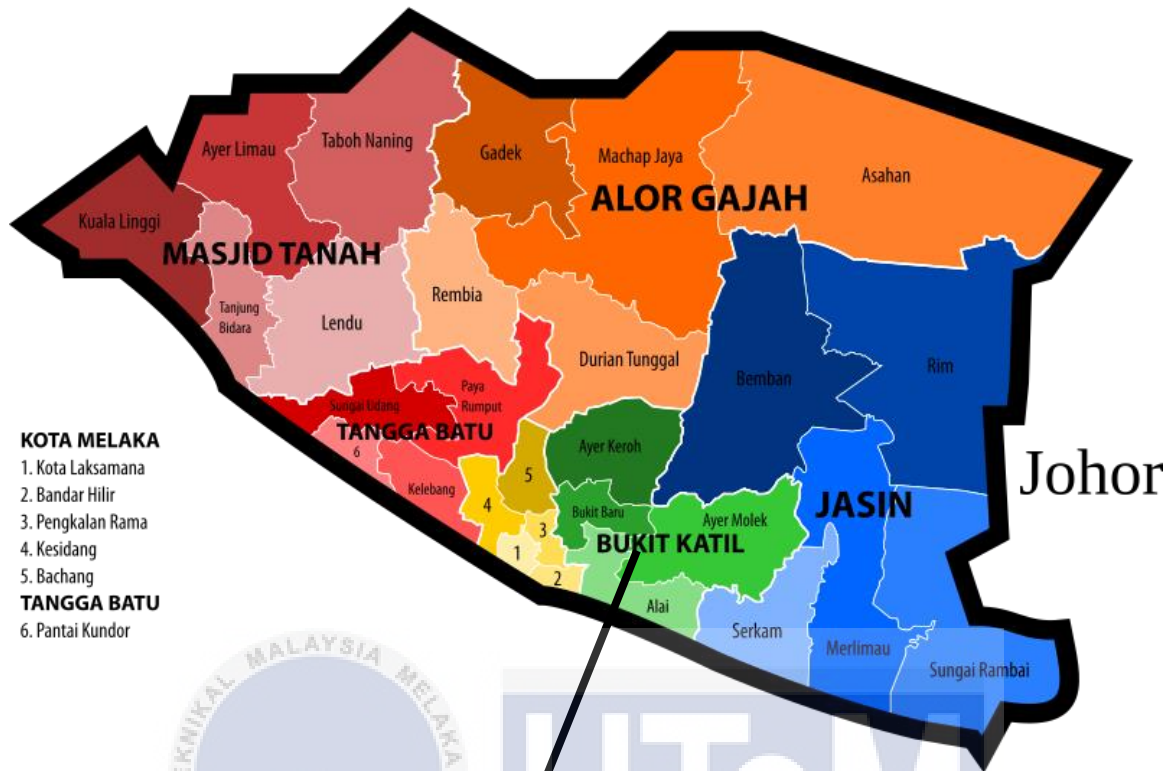 Ayer Limau
Taboh Naning
Gadek
Machap Jaya
Asahan
ALOR GAJAH
Kuala Linggi
MASJID TANAH
Tanjung
Bidara
Lendu
Rembia
Durian Tunggal
Bemban
Rim
Paya
Rumput
Sungai Udang
TANGGA BATU
6
Kelebang
4
5
Ayer Keroh
Bukit Baru
Ayer Molek
BUKIT KATIL
JASIN
Johor
3
1
2
Alai
Serkam
Merlimau
Sungai Rambai
KOTA MELAKA
1. Kota Laksamana
2. Bandar Hilir
3. Pengkalan Rama
4. Kesidang
5. Bachang
TANGGA BATU
6. Pantai Kundor
TEKNIKAL MALAYSIA MELAKA
UTeM